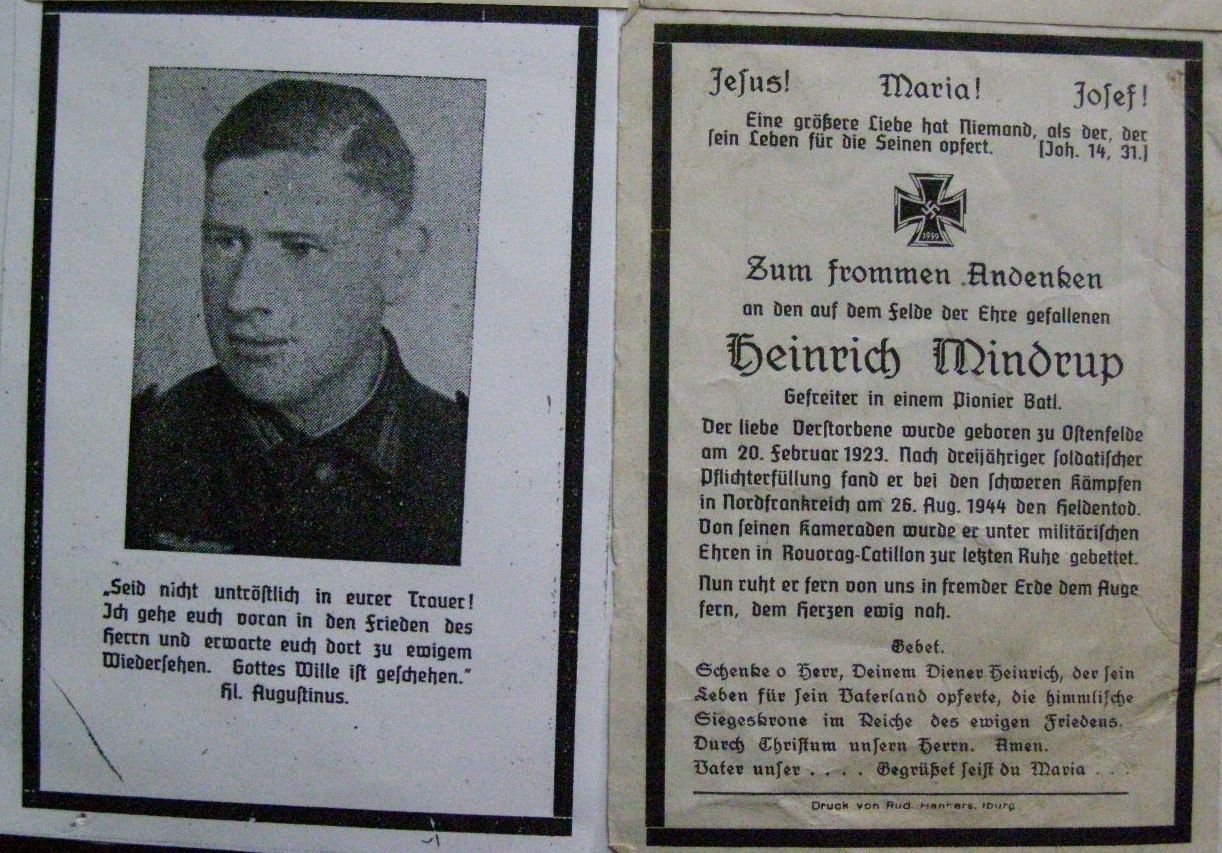 „Seid nicht untröstlich in eurer Trauer!
Ich gehe euch voran in den Frieden des
Herrn und erwarte euch dort zu ewigem
Wiedersehen. Gottes Wille ist geschehen.“
Hl. Augustinus.
Jesus! Maria! Josef!
Eine größere Liebe hat Niemand, als der, der
sein Leben für die Seinen opfert. [Joh. 14, 31.]
1939
Zum frommen Andenken
an den auf dem Felde der Ehre gefallenen
Heinrich Mindrup
Gefreiter in einem Pionier Batl.
Der liebe Verstorbene wurde geboren zu Ostenfelde
am 20. Februar 1923. Nach dreijähriger soldatischer
Pflichterfüllung fand er bei den schweren Kämpfen
in Nordfrankreich am 26. Aug. 1944 den Heldentod.
Von seinen Kameraden wurde er unter militärischen
Ehren in Rouorag-Catillon zur letzten Ruhe gebettet.
Nun ruht er fern von uns in fremder Erde dem Auge
fern, dem Herzen ewig nah.
Gebet.
Schenke o Herr, Deinem Diener Heinrich, der sein
Leben für sein Vaterland opferte, die himmlische
Siegeskrone im Reiche des ewigen Friedens.
Durch Christum unsern Herrn. Amen.
Vater unser . . . . Gegrüßet seist du Maria . . .
Druck von Rud. Hankers, Iburg